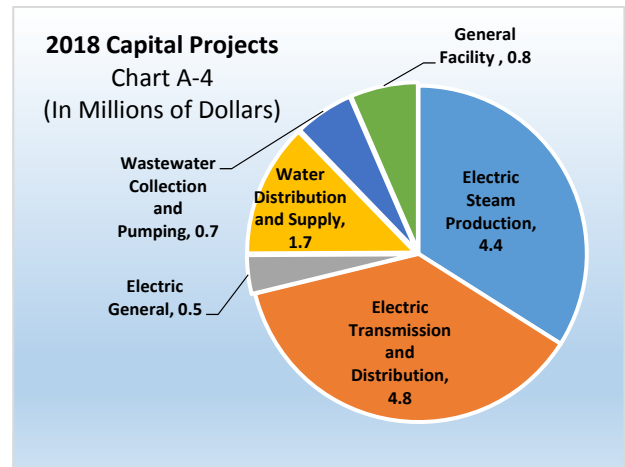 2018 Capital Projects
Chart A-4
(In Millions of Dollars)
General
Facility , 0.8
Wastewater
Collection
and
Pumping, 0.7
Water
Distribution
and Supply,
1.7
Electric
Steam
Production,
4.4
Electric
General, 0.5
Electric
Transmission
and
Distribution,
4.8